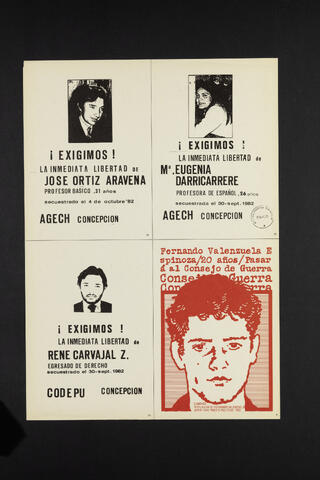 ¡ EXIGIMOS !
LA INMEDIATA LIBERTAD de
JOSE ORTIZ ARAVENA
PROFESOR BASICO ,31 años
secuestrado el 4 de octubre'82
AGECH CONCEPCION
¡ EXIGIMOS !
LA INMEDIATA LIBERTAD de
Mª. EUGENIA
DARRICARRERE
PROFESORA DE ESPAÑOL ,26 años
secuestrada el 30-sept. 1982
AGECH CONCEPCION
¡ EXIGIMOS !
LA INMEDIATA LIBERTAD de
RENE CARVAJAL Z.
EGRESADO DE DERECHO
secuestrado el 30-sept. 1982
CODEPU CONCEPCION
Fernando Valenzuela E
spinoza/20 años/Pasar
á al Consejo de Guerra
Consejo de Guerra
Consejo de Guerra